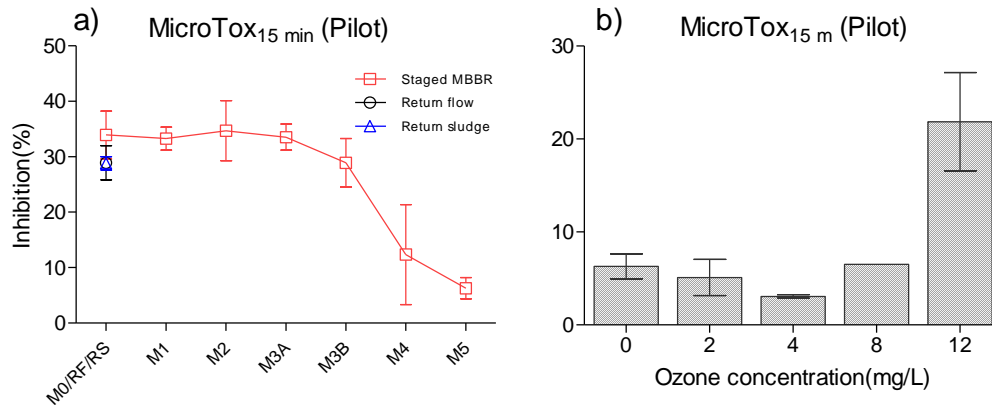 a)
MicroTox15 min (Pilot)
Inhibition(%)
50
40
30
20
10
0
Staged MBBR
Return flow
Return sludge
M0/RF/RS
M1
M2
M3A
M3B
M4
M5
b)
MicroTox15 m (Pilot)
30
20
10
0
0
2
4
8
12
Ozone concentration(mg/L)